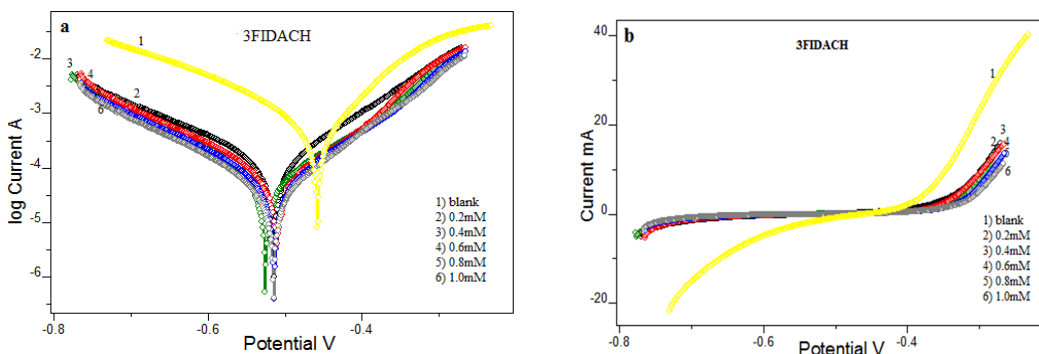 a
3FIDACH
1
3
4
2
6
log Current A
-2
-3
-4
-5
-6
1) blank
2) 0.2mM
3) 0.4mM
4) 0.6mM
5) 0.8mM
6) 1.0mM
-0.8
-0.6
-0.4
Potential V
b
3FIDACH
1
3
2
4
5
6
Current mA
40
20
0
-20
1) blank
2) 0.2mM
3) 0.4mM
4) 0.6mM
5) 0.8mM
6) 1.0mM
-0.8
-0.6
-0.4
Potential V